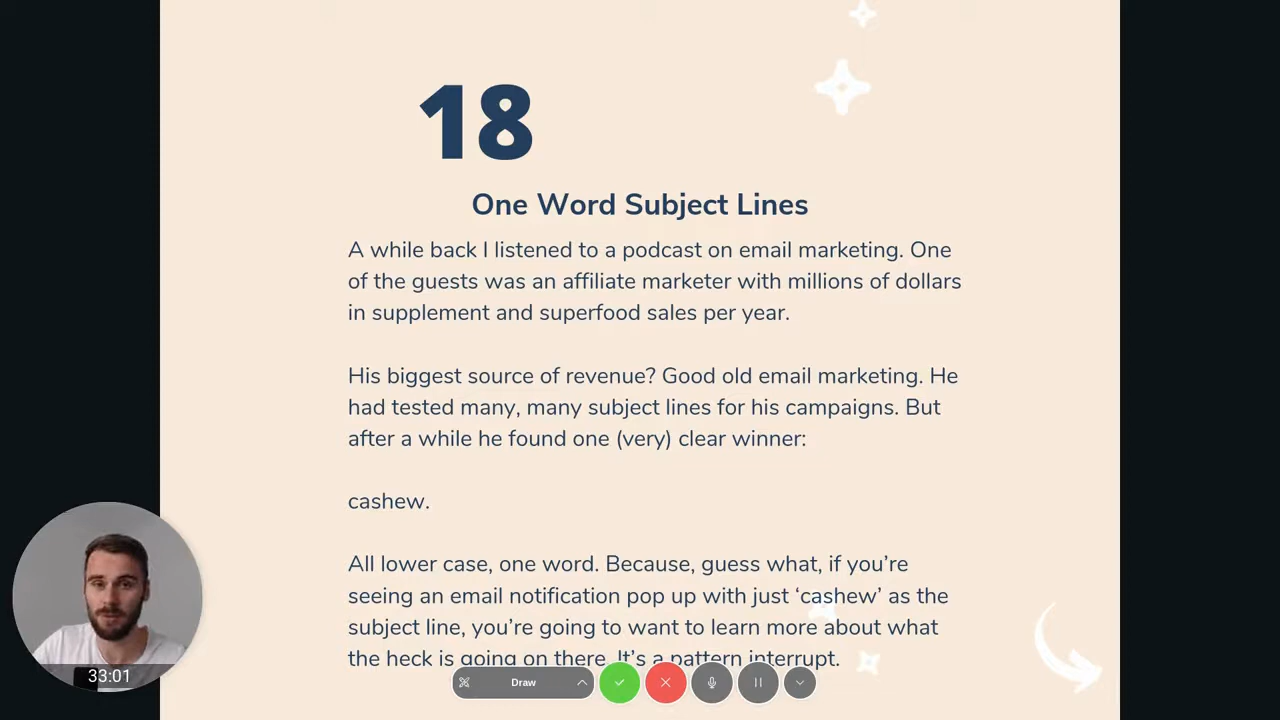 18
One Word Subject Lines
A while back I listened to a podcast on email marketing. One
of the guests was an affiliate marketer with millions of dollars
in supplement and superfood sales per year.
His biggest source of revenue? Good old email marketing. He
had tested many, many subject lines for his campaigns. But
after a while he found one (very) clear winner:
cashew.
All lower case, one word. Because, guess what, if you’re
seeing an email notification pop up with just ‘cashew’ as the
subject line, you’re going to want to learn more about what
the heck is going on there. It’s a pattern interrupt.
33:01
Draw